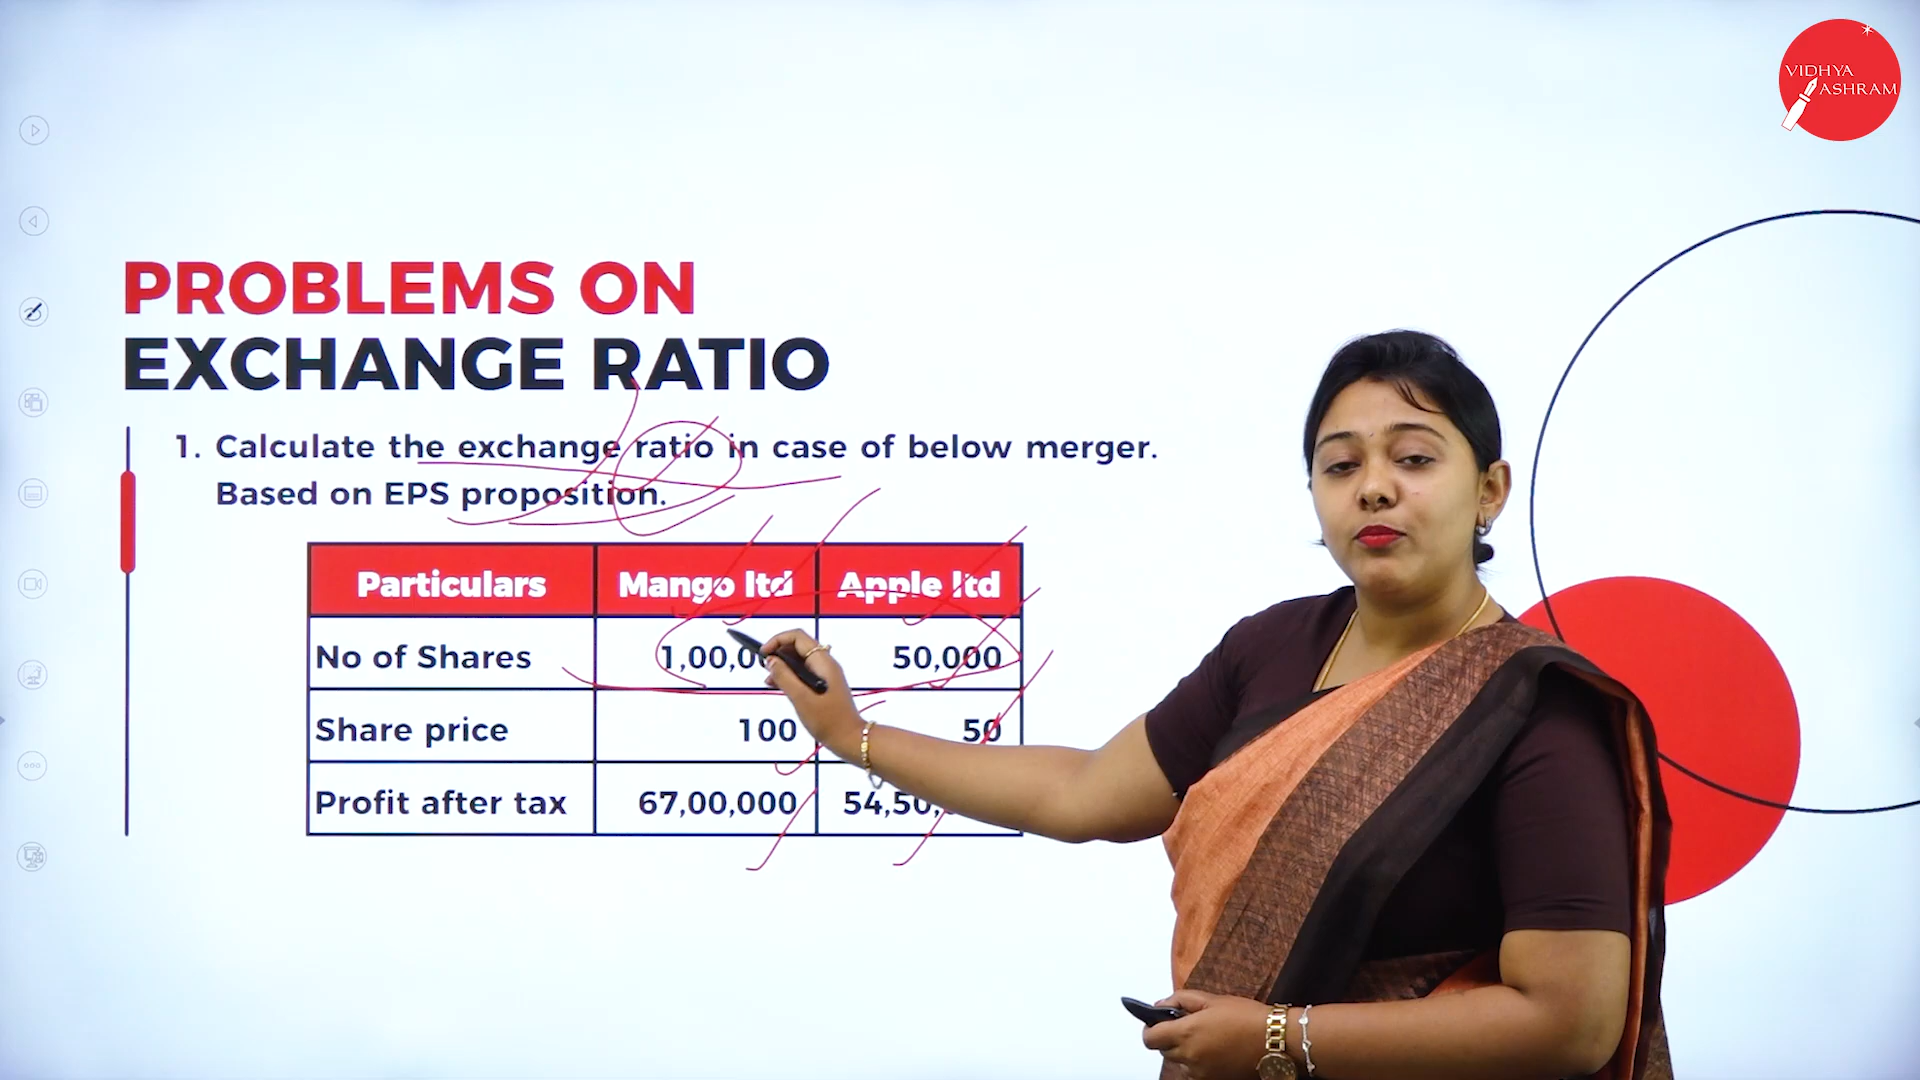 VIDHYA
ASHRAM
PROBLEMS ON
EXCHANGE RATIO
1. Calculate the exchange ratio in case of below merger.
Based on EPS proposition.
Particulars Mango ltd Apple ltd
No of Shares 50,000
Share price 100 50
Profit after tax 67,00,000